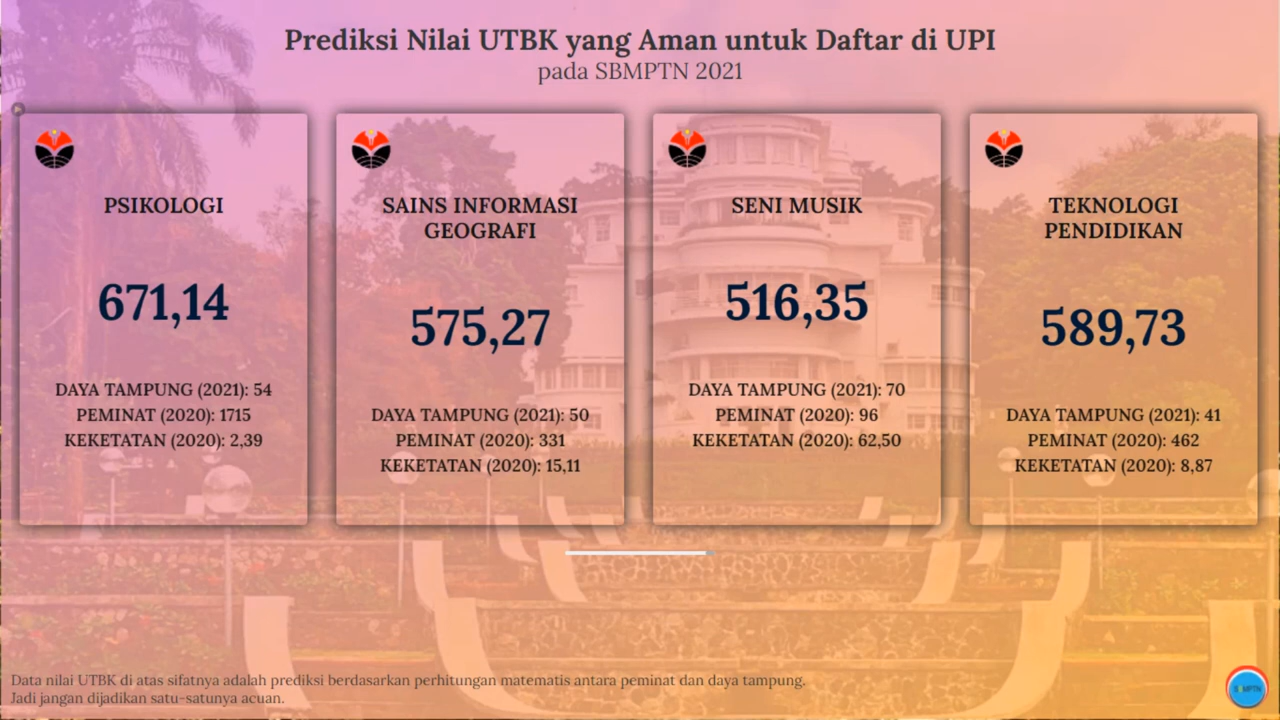 Prediksi Nilai UTBK yang Aman untuk Daftar di UPI
pada SBMPTN 2021
PSIKOLOGI
671,14
DAYA TAMPUNG (2021): 54
PEMINAT (2020): 1715
KEKETATAN (2020): 2,39
SAINS INFORMASI
GEOGRAFI
575,27
DAYA TAMPUNG (2021): 50
PEMINAT (2020): 331
KEKETATAN (2020): 15,11
SENI MUSIK
516,35
DAYA TAMPUNG (2021): 70
PEMINAT (2020): 96
KEKETATAN (2020): 62,50
TEKNOLOGI
PENDIDIKAN
589,73
DAYA TAMPUNG (2021): 41
PEMINAT (2020): 462
KEKETATAN (2020): 8,87
Data nilai UTBK di atas sifatnya adalah prediksi berdasarkan perhitungan matematis antara peminat dan daya tampung.
Jadi jangan dijadikan satu-satunya acuan.
SBMPTN